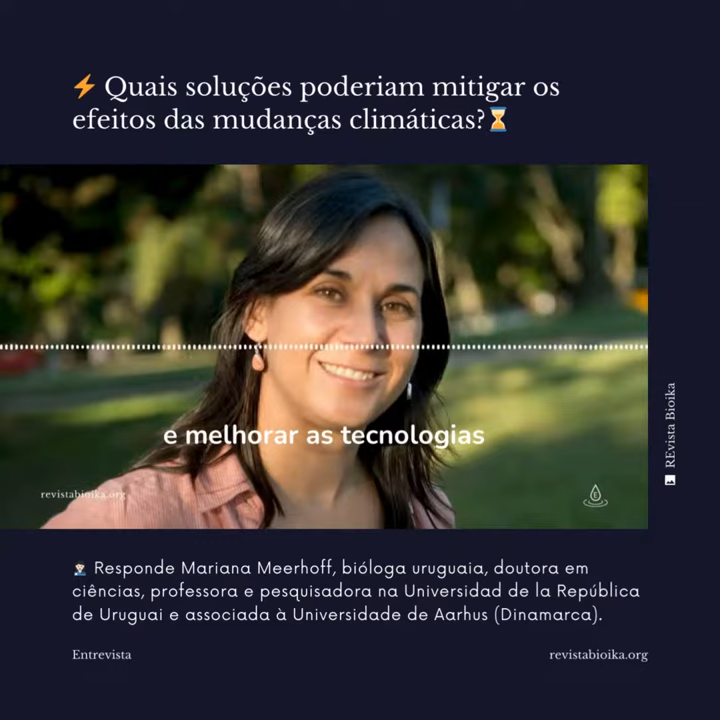 ⚡ Quais soluções poderiam mitigar os
efeitos das mudanças climáticas?⏳
e melhorar as tecnologias
revistabioika.org
REvista Bioika
Responde Mariana Meerhoff, bióloga uruguaia, doutora em
ciências, professora e pesquisadora na Universidad de la República
de Uruguai e associada à Universidade de Aarhus (Dinamarca).
Entrevista
revistabioika.org